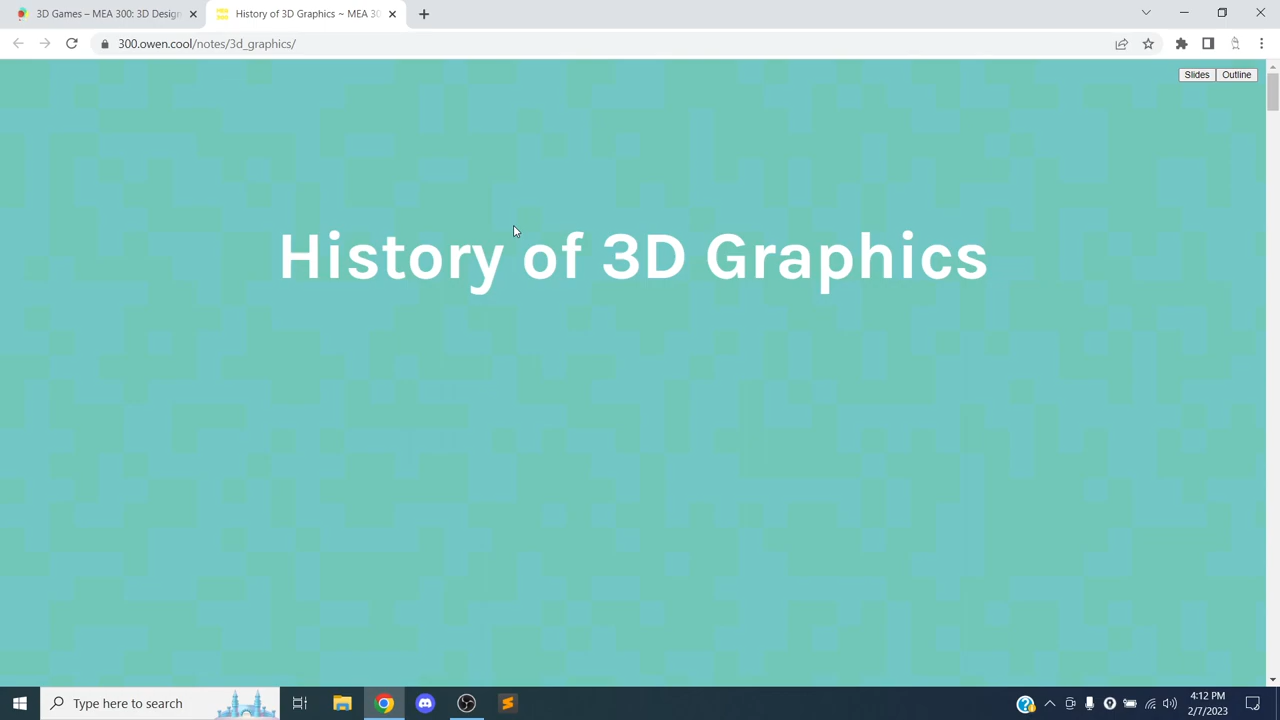 3D Games – MEA 300: 3D Design
History of 3D Graphics ~ MEA 30
300.owen.cool/notes/3d_graphics/
Slides
Outline
History of 3D Graphics
Type here to search
4:12 PM
2/7/2023